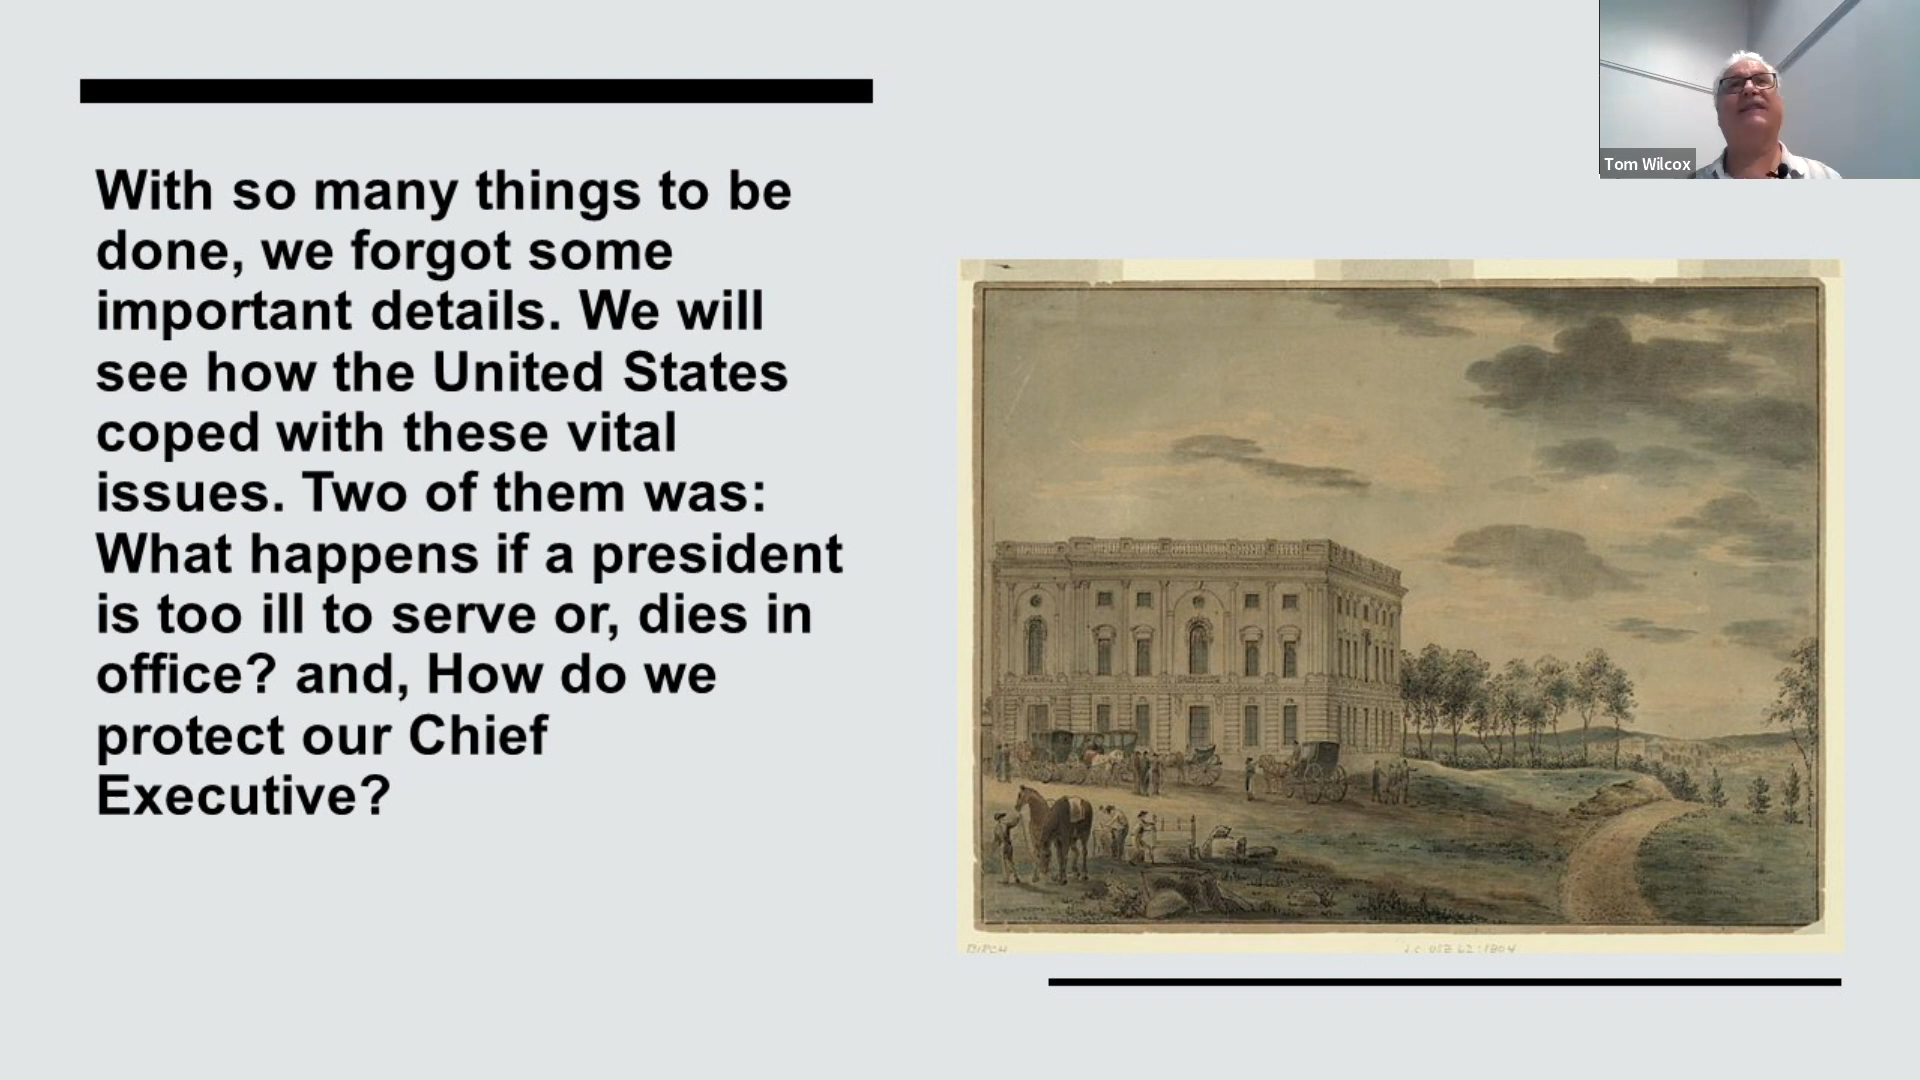 With so many things to be
done, we forgot some
important details. We will
see how the United States
coped with these vital
issues. Two of them was:
What happens if a president
is too ill to serve or, dies in
office? and, How do we
protect our Chief
Executive?
Tom Wilcox
BIRCH